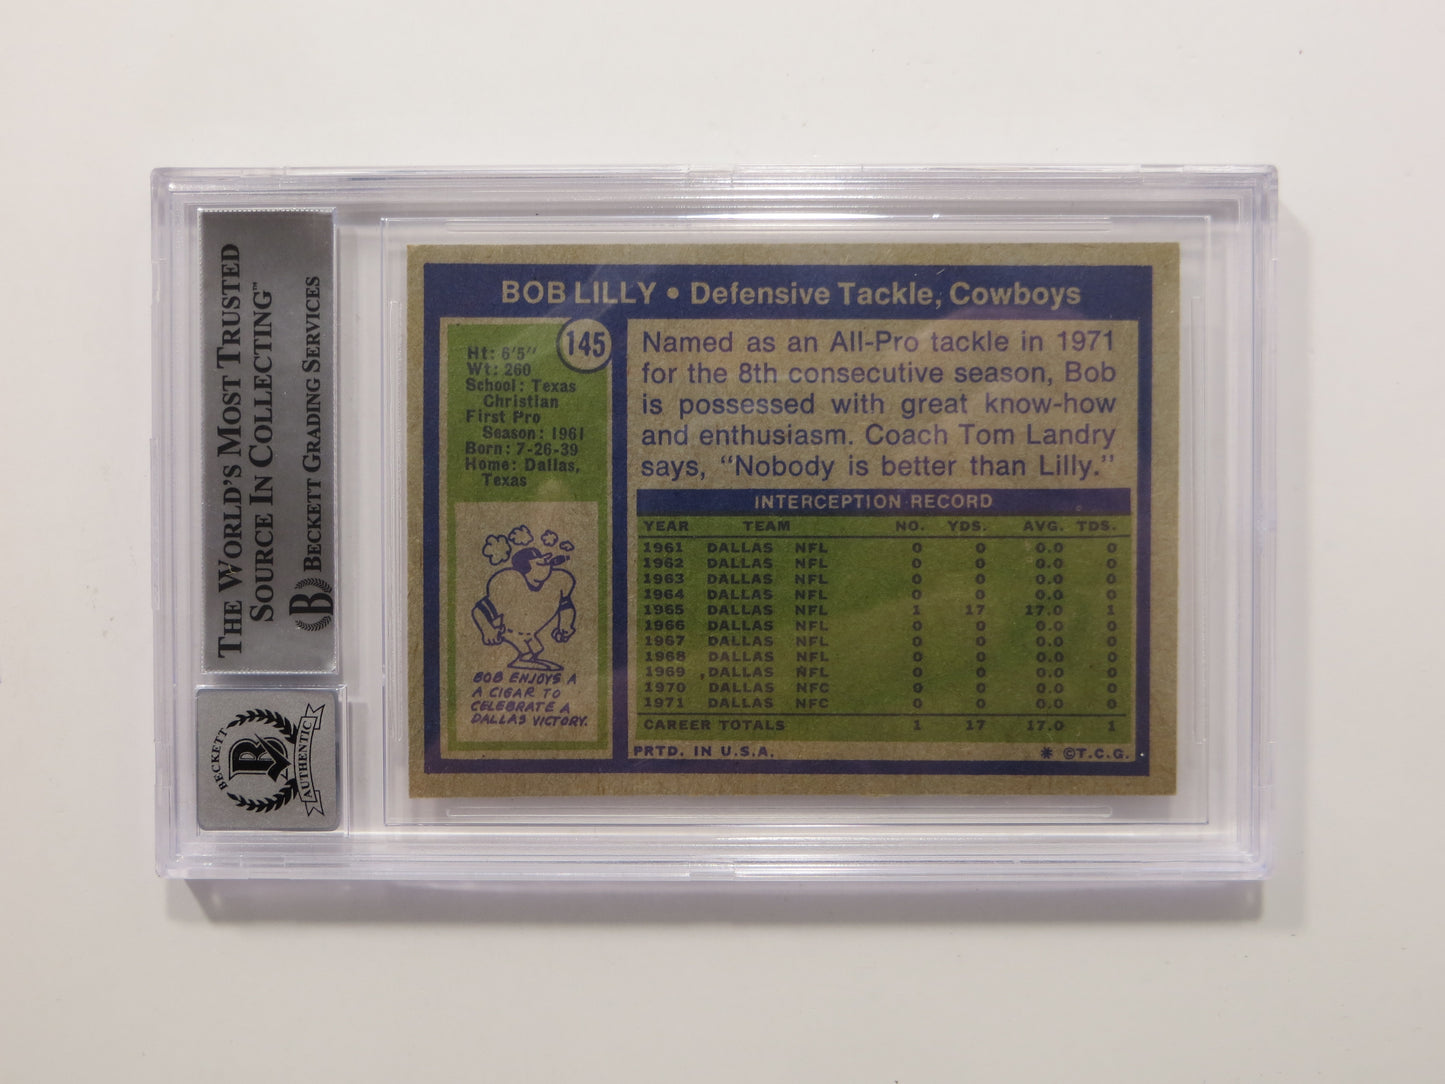 THE WORLD'S MOST TRUSTED
SOURCE IN COLLECTING™
B BECKETT GRADING SERVICES
BECKETT
B
AUTHENTIC
BOB LILLY • Defensive Tackle, Cowboys
145
Ht: 6'5"
Wt: 260
School: Texas
Christian
First Pro
Season: 1961
Born: 7-26-39
Home: Dallas,
Texas
BOB ENJOYS A
A CIGAR TO
CELEBRATE A
DALLAS VICTORY.
Named as an All-Pro tackle in 1971
for the 8th consecutive season, Bob
is possessed with great know-how
and enthusiasm. Coach Tom Landry
says, "Nobody is better than Lilly."
INTERCEPTION RECORD
YEAR TEAM NO. YDS. AVG. TDS.
1961 DALLAS NFL 0 0 0.0 0
1962 DALLAS NFL 0 0 0.0 0
1963 DALLAS NFL 0 0 0.0 0
1964 DALLAS NFL 0 0 0.0 0
1965 DALLAS NFL 1 17 17.0 1
1966 DALLAS NFL 0 0 0.0 0
1967 DALLAS NFL 0 0 0.0 0
1968 DALLAS NFL 0 0 0.0 0
1969 DALLAS NFL 0 0 0.0 0
1970 DALLAS NFC 0 0 0.0 0
1971 DALLAS NFC 0 0 0.0 0
CAREER TOTALS 1 17 17.0 1
PRTD. IN U.S.A. * ©T.C.G.